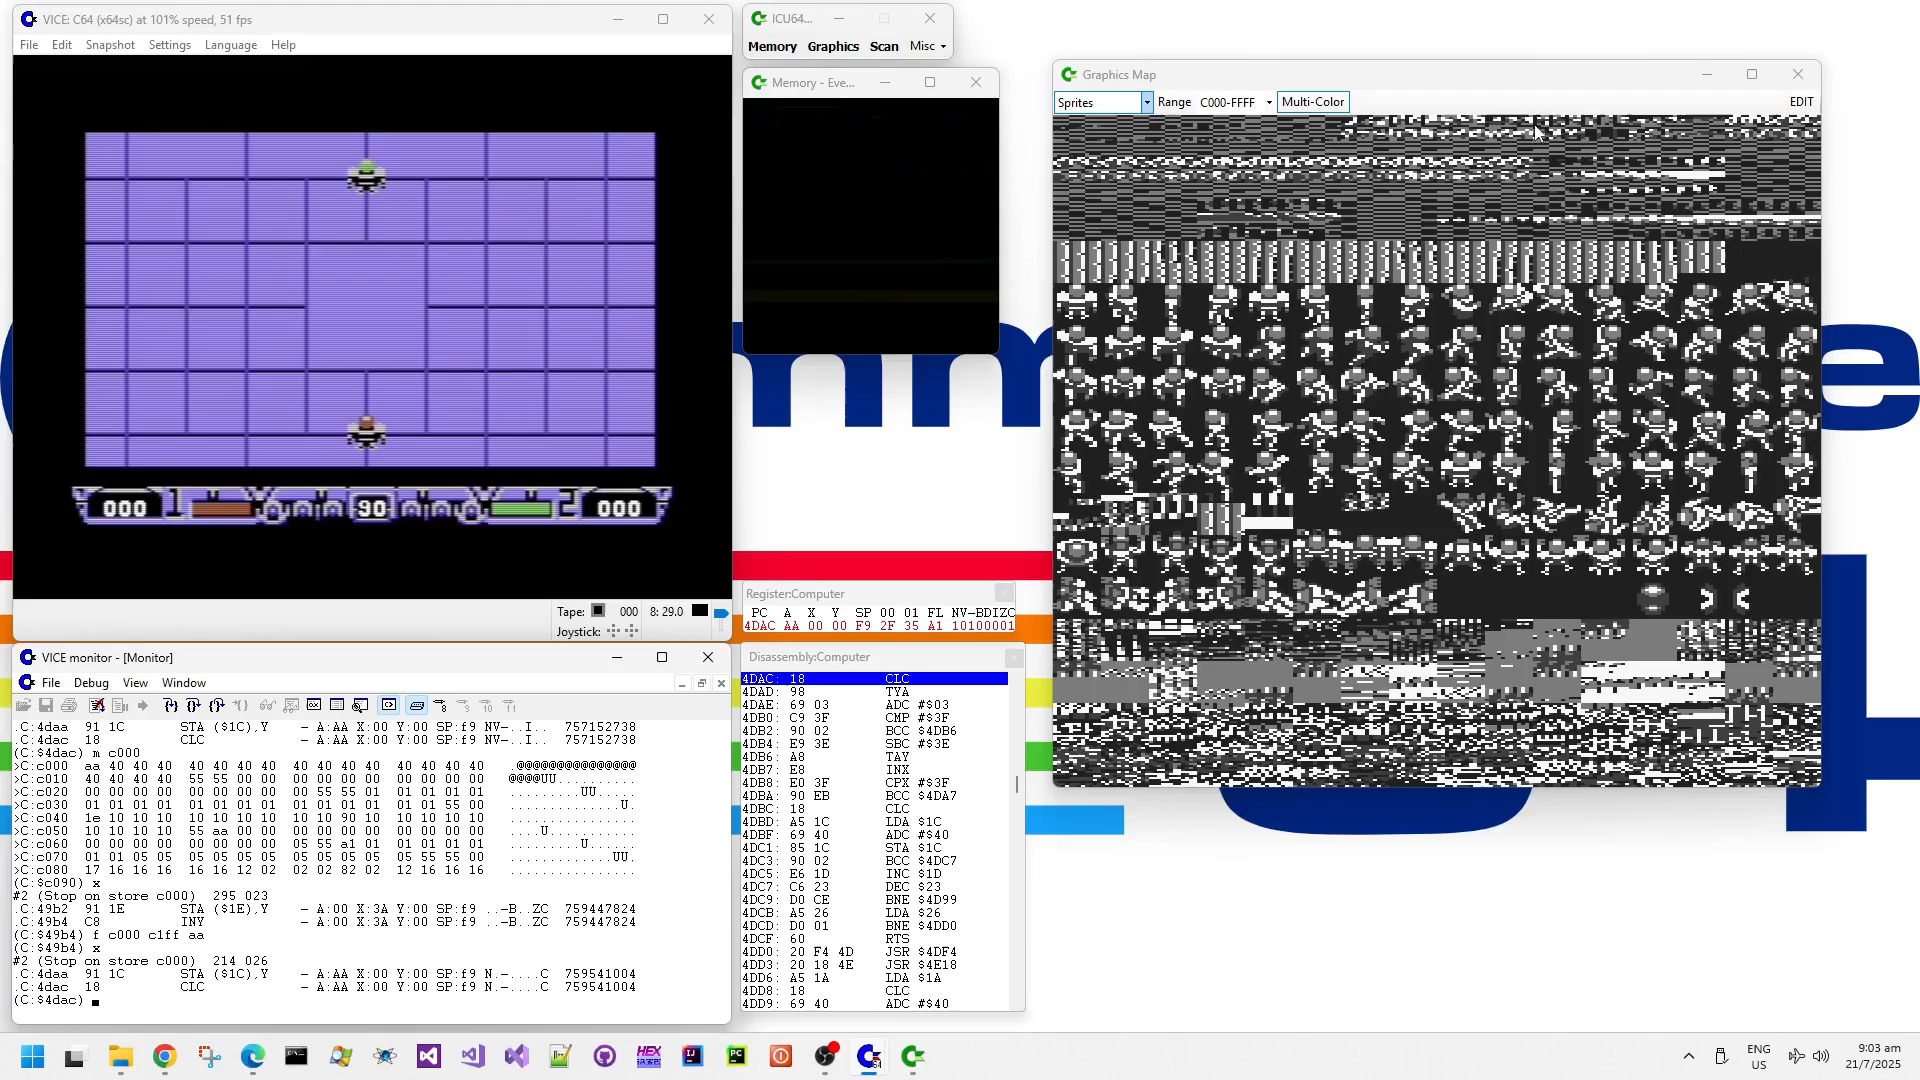 VICE: C64 (x64sc) at 101% speed, 51 fps
File Edit Snapshot Settings Language Help
000 1 90 2 000
Tape: 000 8: 29.0
Joystick:
ICU64...
Memory Graphics Scan Misc
Memory - Eve...
Graphics Map
Sprites Range C000-FFFF Multi-Color EDIT
Register:Computer
PC A X Y SP 00 01 FL NV-BDIZC
4DAC AA 00 00 F9 2F 35 A1 10100001
VICE monitor - [Monitor]
File Debug View Window
.C:4daa 91 1C STA ($1C),Y - A:AA X:00 Y:00 SP:f9 NV-..I.. 757152738
.C:4dac 18 CLC - A:AA X:00 Y:00 SP:f9 NV-..I.. 757152738
(C:$4dac) m c000
>C:c000 aa 40 40 40 40 40 40 40 40 40 40 40 40 40 40 40 .@@@@@@@@@@@@@@@
>C:c010 40 40 40 40 55 55 00 00 00 00 00 00 00 00 00 00 @@@@UU..........
>C:c020 00 00 00 00 00 00 00 00 00 55 55 01 01 01 01 01 .........UU.....
>C:c030 01 01 01 01 01 01 01 01 01 01 01 01 01 01 55 00 ..............U.
>C:c040 1e 10 10 10 10 10 10 10 10 10 90 10 10 10 10 10 ................
>C:c050 10 10 10 10 55 aa 00 00 00 00 00 00 00 00 00 00 ....U...........
>C:c060 00 00 00 00 00 00 00 00 05 55 a1 01 01 01 01 01 .........U......
>C:c070 01 01 05 05 05 05 05 05 05 05 05 05 05 55 55 00 .............UU.
>C:c080 17 16 16 16 16 16 12 02 02 02 82 02 12 16 16 16 ................
(C:$c090) x
#2 (Stop on store c000) 295 023
.C:49b2 91 1E STA ($1E),Y - A:00 X:3A Y:00 SP:f9 ..-B..ZC 759447824
.C:49b4 C8 INY - A:00 X:3A Y:00 SP:f9 ..-B..ZC 759447824
(C:$49b4) f c000 c1ff aa
(C:$49b4) x
#2 (Stop on store c000) 214 026
.C:4daa 91 1C STA ($1C),Y - A:AA X:00 Y:00 SP:f9 N.-....C 759541004
.C:4dac 18 CLC - A:AA X:00 Y:00 SP:f9 N.-....C 759541004
(C:$4dac)
Disassembly:Computer
4DAC: 18 CLC
4DAD: 98 TYA
4DAE: 69 03 ADC #$03
4DB0: C9 3F CMP #$3F
4DB2: 90 02 BCC $4DB6
4DB4: E9 3E SBC #$3E
4DB6: A8 TAY
4DB7: E8 INX
4DB8: E0 3F CPX #$3F
4DBA: 90 EB BCC $4DA7
4DBC: 18 CLC
4DBD: A5 1C LDA $1C
4DBF: 69 40 ADC #$40
4DC1: 85 1C STA $1C
4DC3: 90 02 BCC $4DC7
4DC5: E6 1D INC $1D
4DC7: C6 23 DEC $23
4DC9: D0 CE BNE $4D99
4DCB: A5 26 LDA $26
4DCD: D0 01 BNE $4DD0
4DCF: 60 RTS
4DD0: 20 F4 4D JSR $4DF4
4DD3: 20 18 4E JSR $4E18
4DD6: A5 1A LDA $1A
4DD8: 18 CLC
4DD9: 69 40 ADC #$40
ENG
US
9:03 am
21/7/2025